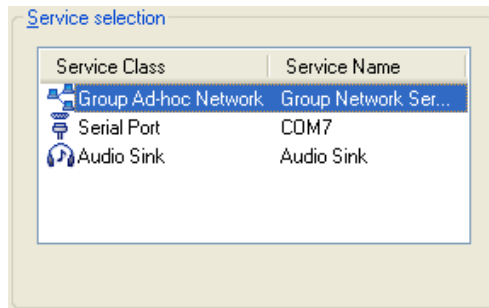 Service selection
Service Class Service Name
Group Ad-hoc Network Group Network Ser...
Serial Port COM7
Audio Sink Audio Sink